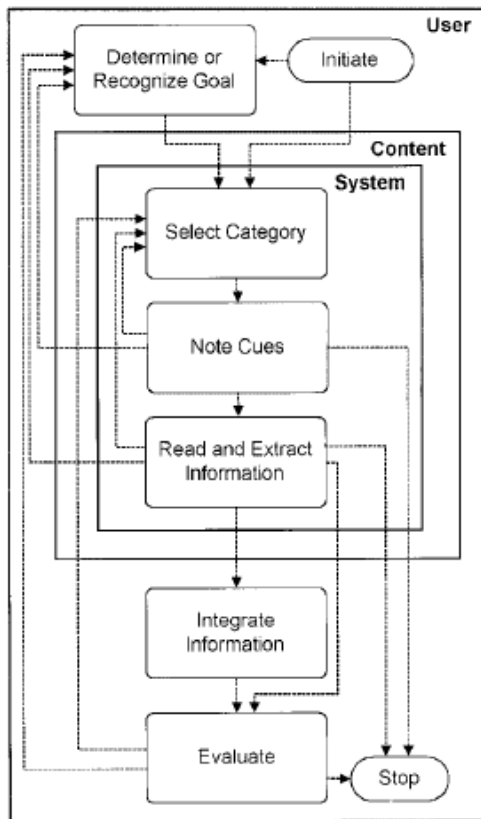 User
Determine or
Recognize Goal
Initiate
Content
System
Select Category
Note Cues
Read and Extract
Information
Integrate
Information
Evaluate
Stop